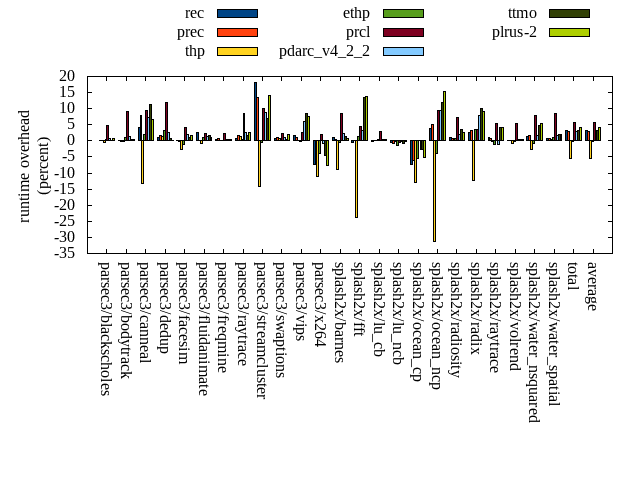 rec ethp ttmo
prec prcl plrus-2
thp pdarc_v4_2_2
runtime overhead
(percent)
20
15
10
5
0
-5
-10
-15
-20
-25
-30
-35
parsec3/blackscholes
parsec3/bodytrack
parsec3/canneal
parsec3/dedup
parsec3/facesim
parsec3/fluidanimate
parsec3/freqmine
parsec3/raytrace
parsec3/streamcluster
parsec3/swaptions
parsec3/vips
parsec3/x264
splash2x/barnes
splash2x/fft
splash2x/lu_cb
splash2x/lu_ncb
splash2x/ocean_cp
splash2x/ocean_ncp
splash2x/radiosity
splash2x/radix
splash2x/raytrace
splash2x/volrend
splash2x/water_nsquared
splash2x/water_spatial
total
average